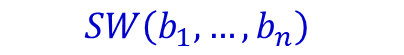 𝑆𝑊(𝑏₁, …, 𝑏ₙ)